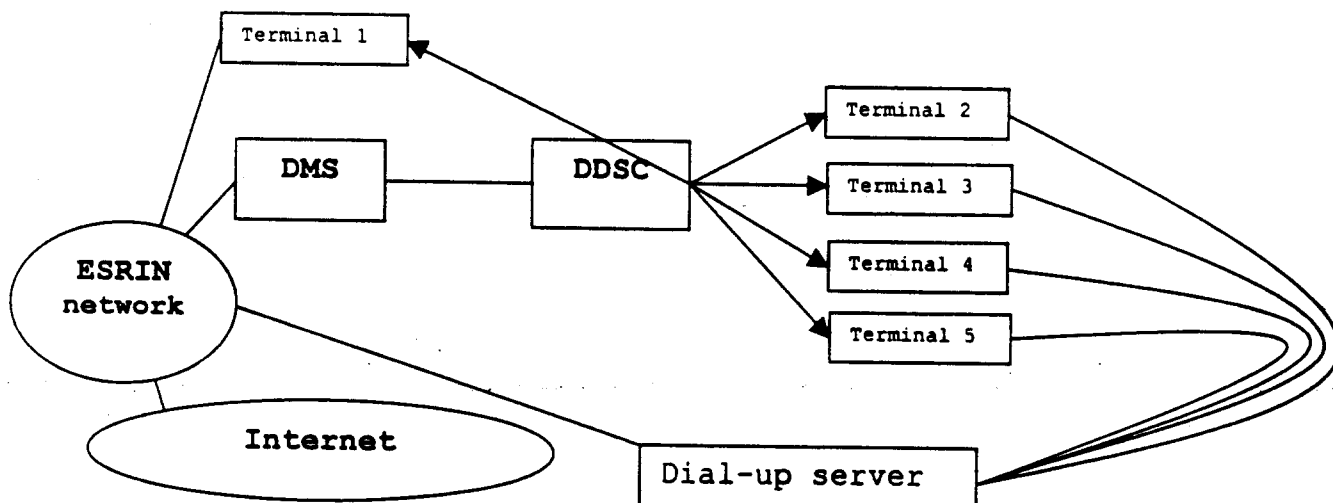 Terminal 1
Terminal 2
DMS
DDSC
Terminal 3
Terminal 4
ESRIN
network
Terminal 5
Internet
Dial-up server